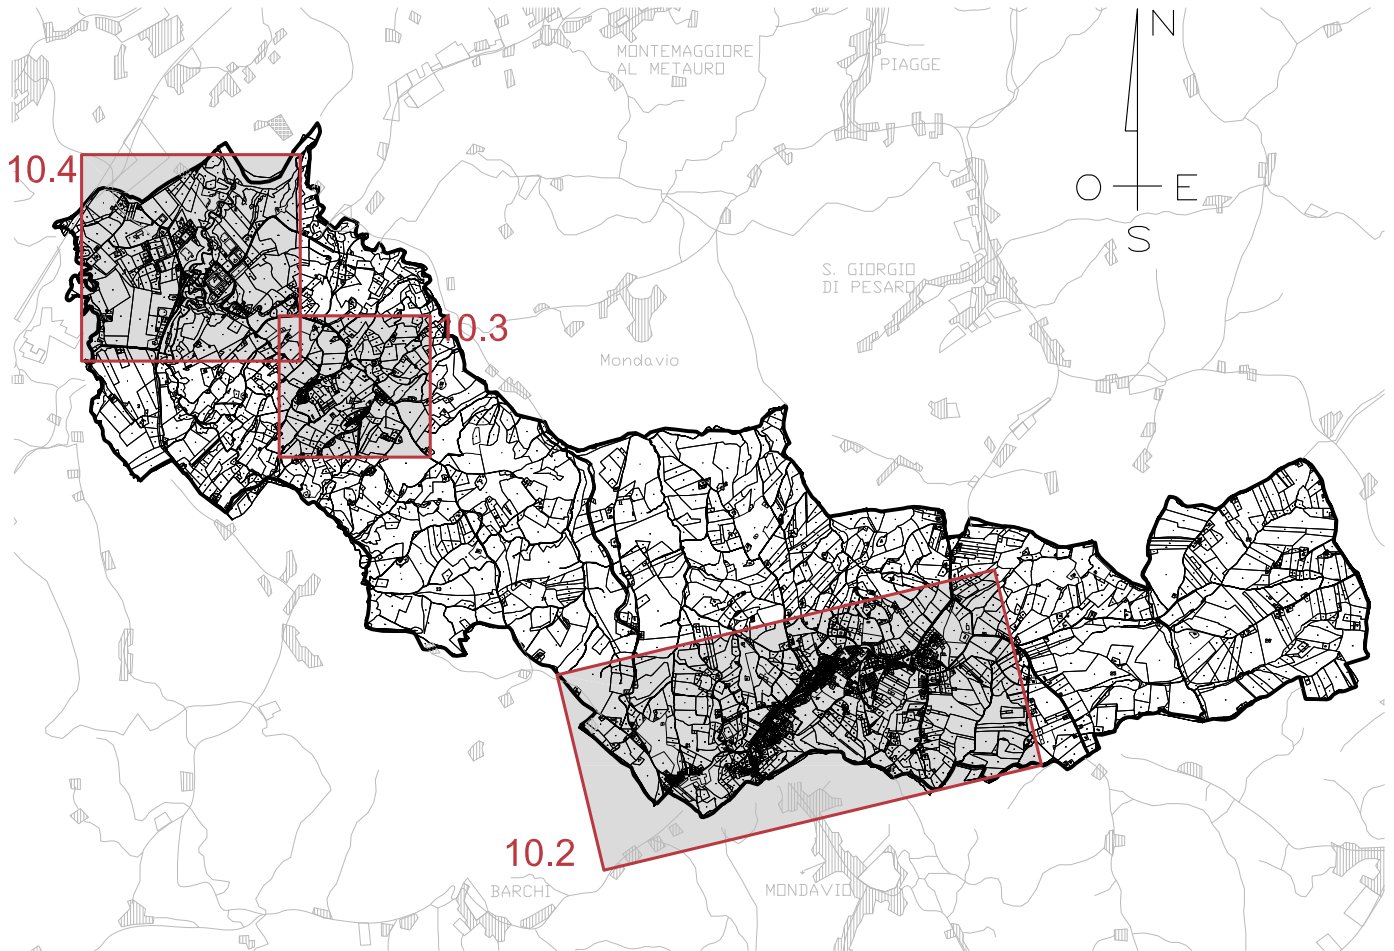 N
MONTEMAGGIORE
AL METAURO
PIAGGE
10.4
O
E
S
S. GIORGIO
DI PESARO
10.3
Mondavio
10.2
BARCHI
MONDAVIO